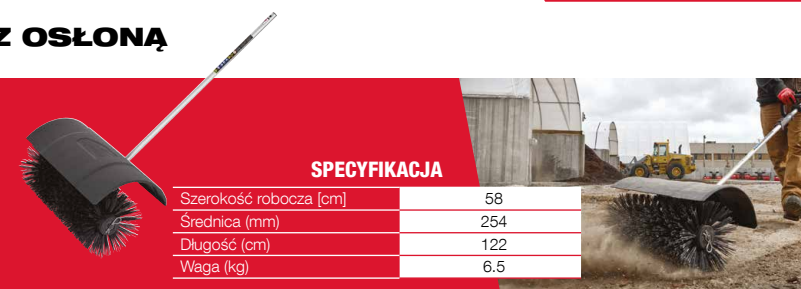 Z OSŁONĄ
SPECYFIKACJA
Szerokość robocza [cm] 58
Średnica (mm) 254
Długość (cm) 122
Waga (kg) 6.5